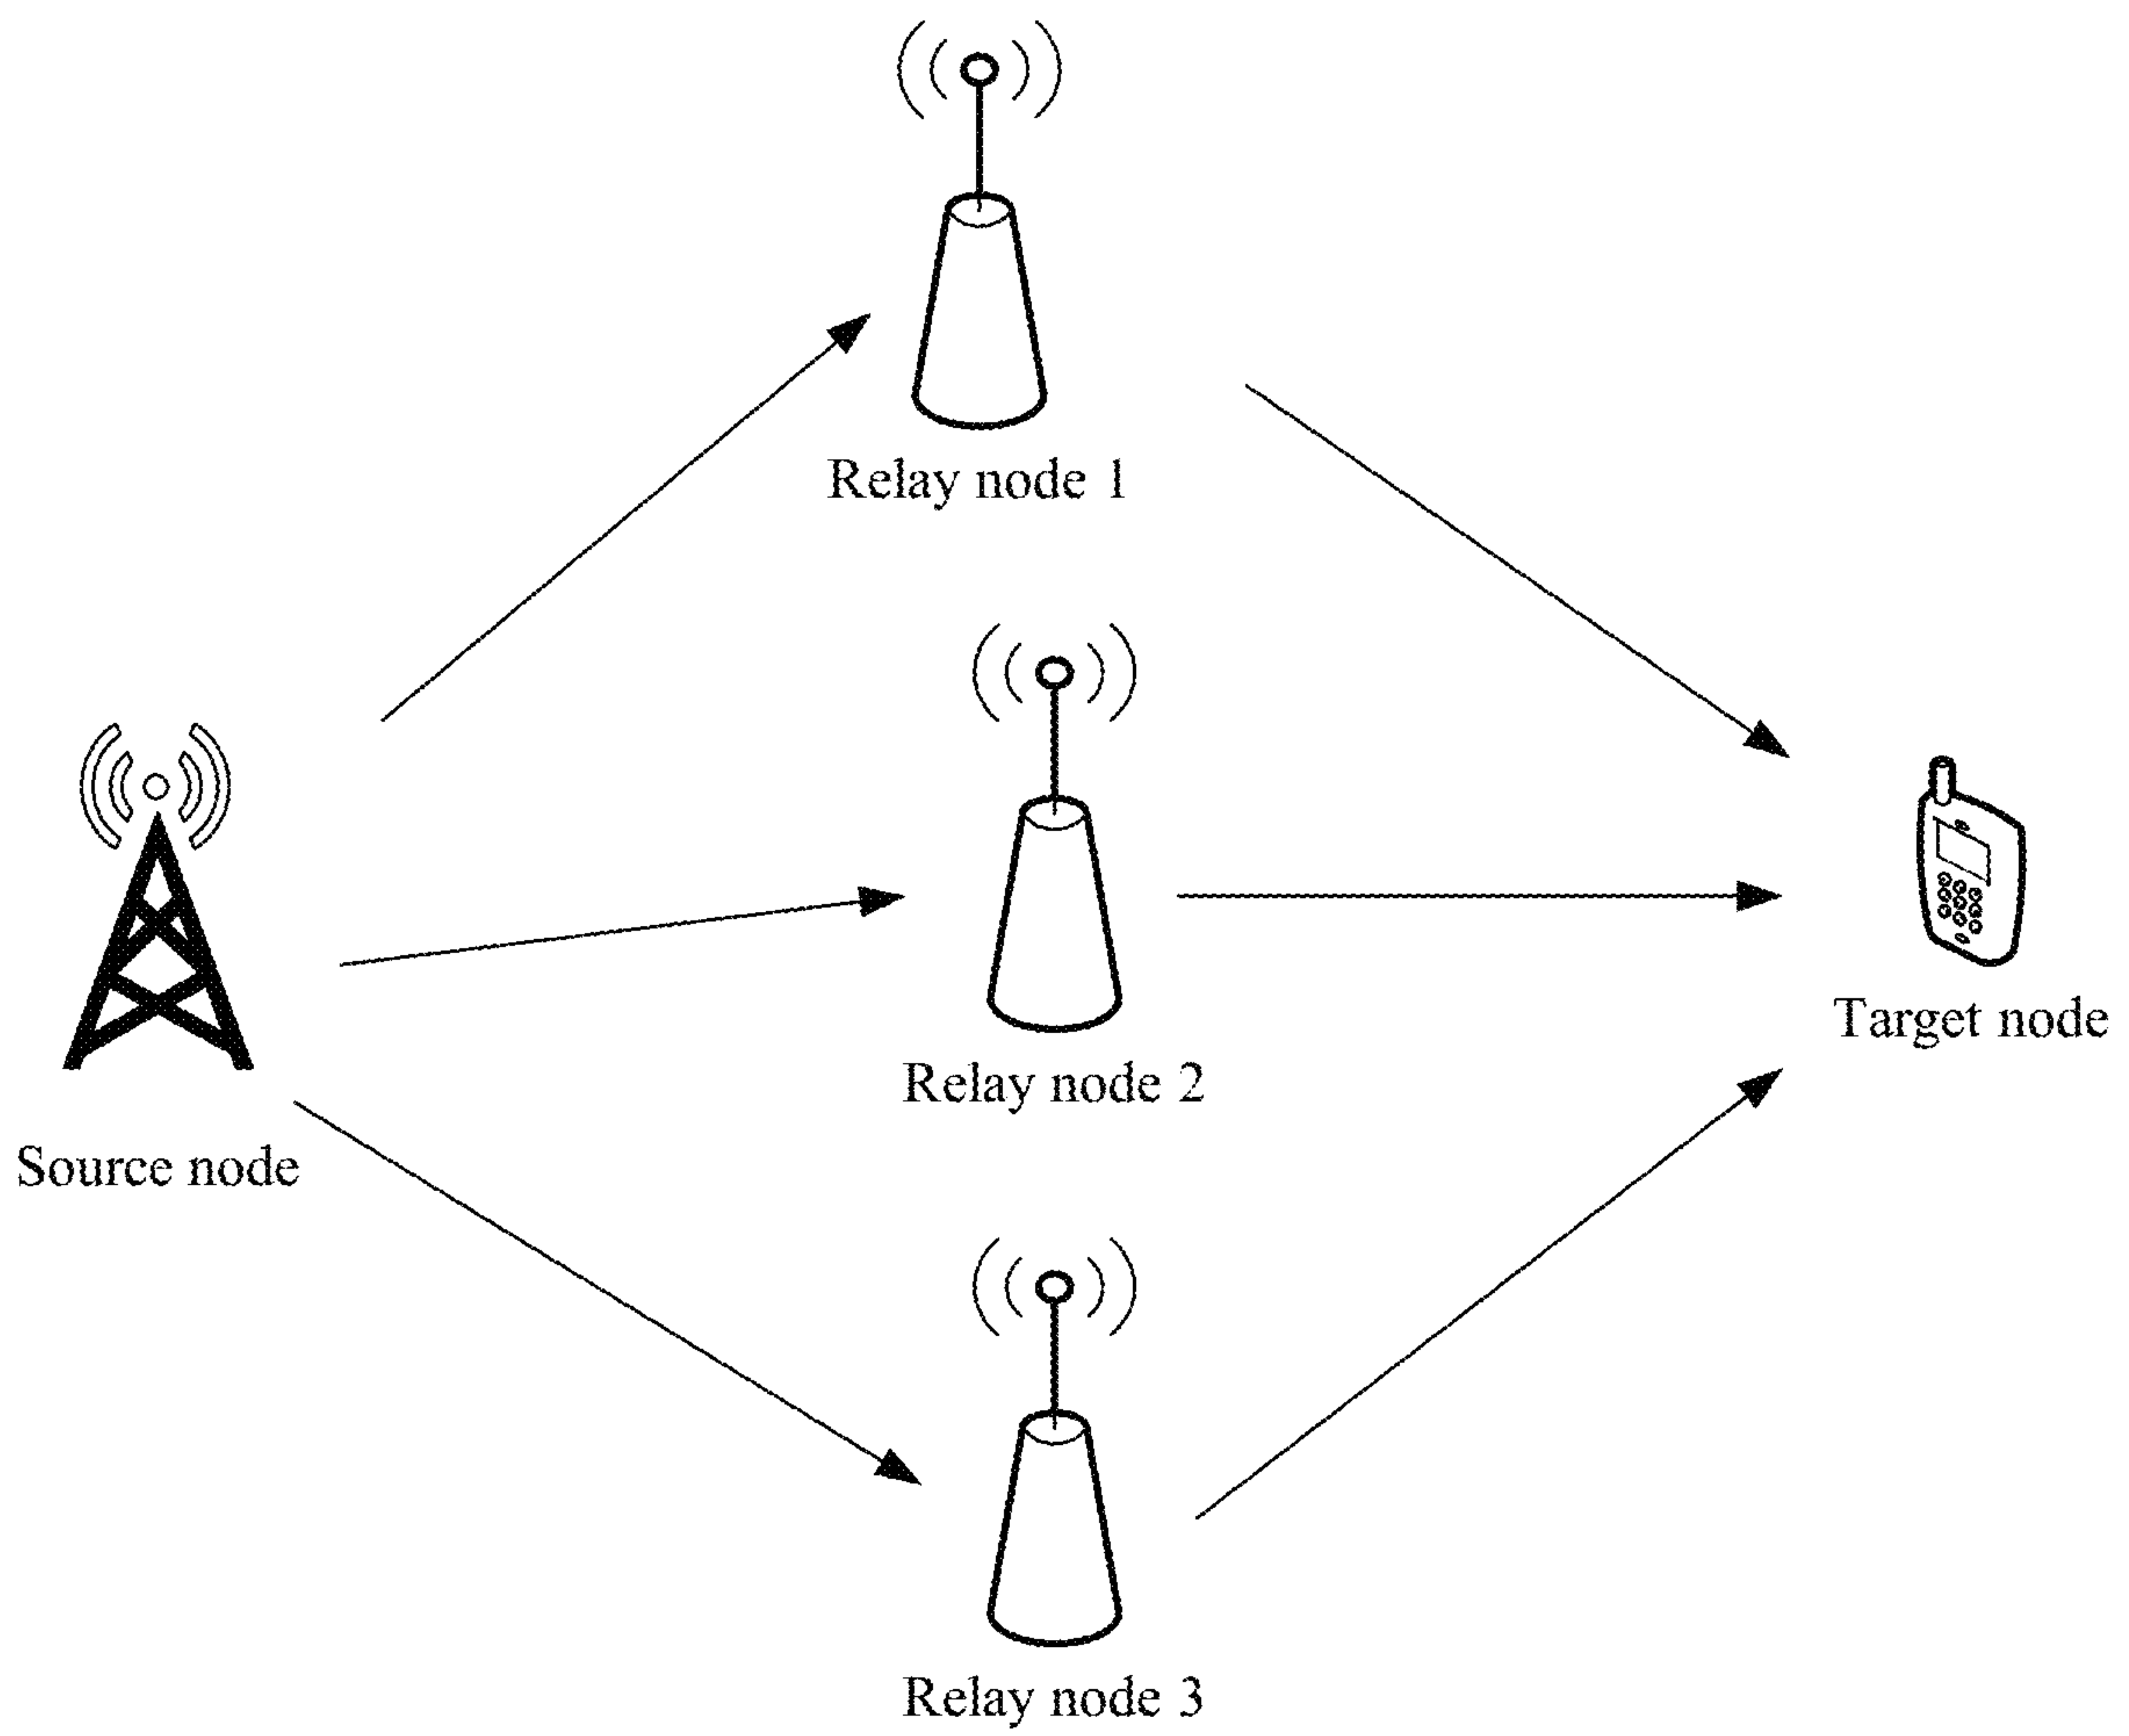 Relay node 1
Relay node 2
Target node
Source node
Relay node 3